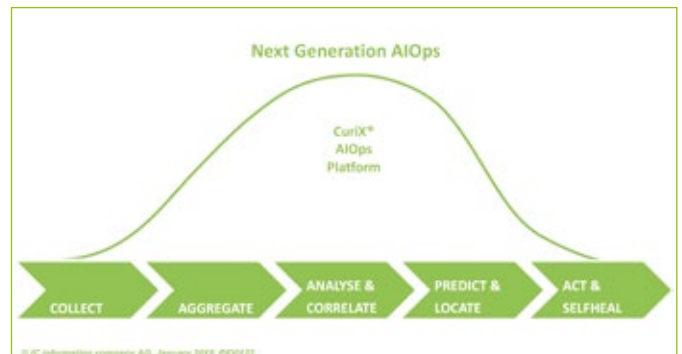 Next Generation AIOps
CuriX®
AIOps
Platform
COLLECT
AGGREGATE
ANALYSE &
CORRELATE
PREDICT &
LOCATE
ACT &
SELFHEAL